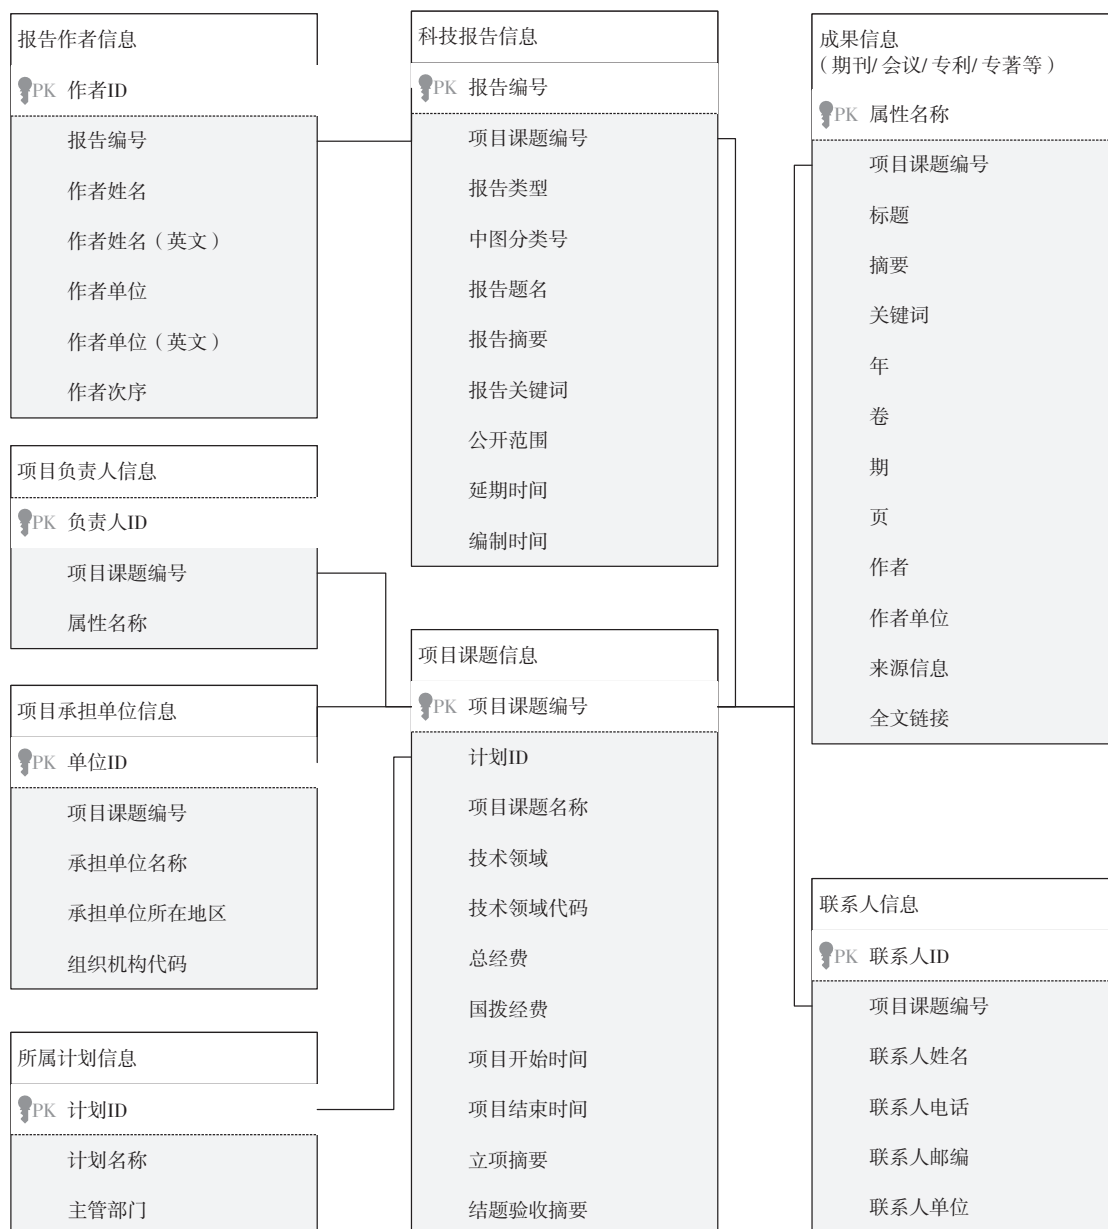 报告作者信息
PK 作者ID
报告编号
作者姓名
作者姓名（英文）
作者单位
作者单位（英文）
作者次序
项目负责人信息
PK 负责人ID
项目课题编号
属性名称
项目承担单位信息
PK 单位ID
项目课题编号
承担单位名称
承担单位所在地区
组织机构代码
所属计划信息
PK 计划ID
计划名称
主管部门
科技报告信息
PK 报告编号
项目课题编号
报告类型
中图分类号
报告题名
报告摘要
报告关键词
公开范围
延期时间
编制时间
项目课题信息
PK 项目课题编号
计划ID
项目课题名称
技术领域
技术领域代码
总经费
国拨经费
项目开始时间
项目结束时间
立项摘要
结题验收摘要
成果信息
（期刊/会议/专利/专著等）
PK 属性名称
项目课题编号
标题
摘要
关键词
年
卷
期
页
作者
作者单位
来源信息
全文链接
联系人信息
PK 联系人ID
项目课题编号
联系人姓名
联系人电话
联系人邮编
联系人单位